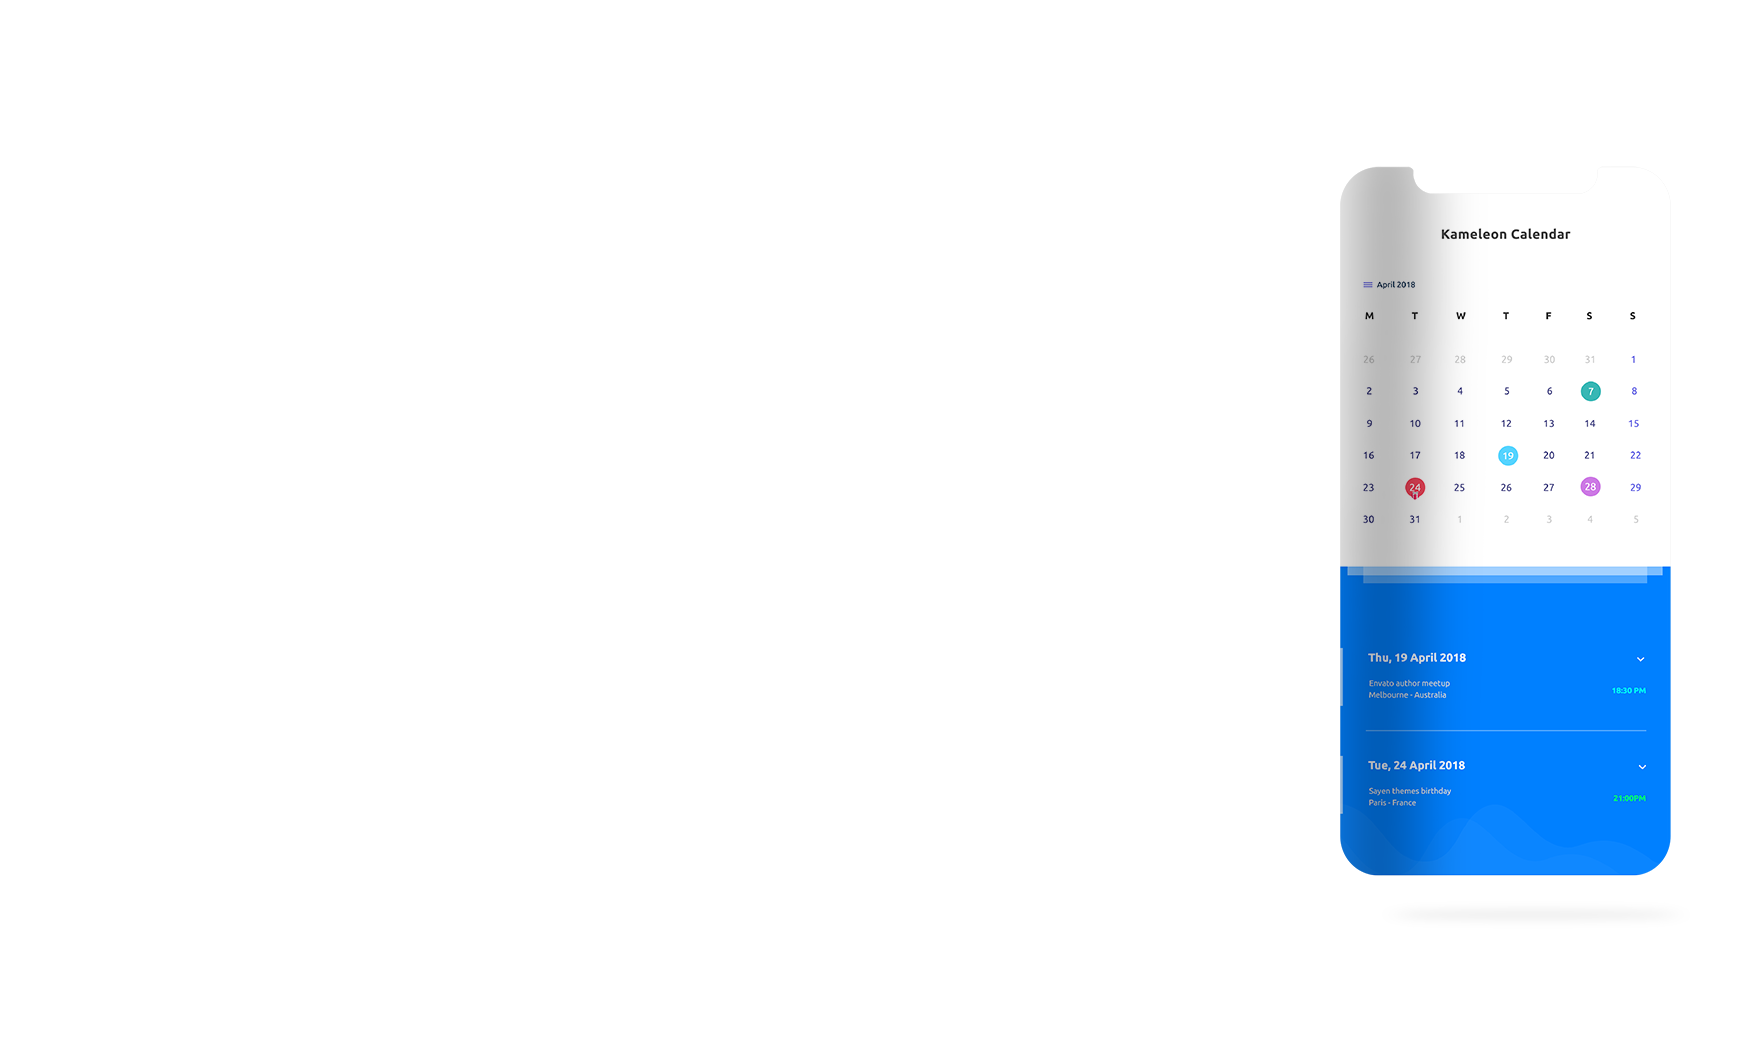 Kameleon Calendar
April 2018
M T W T F S S
26 27 28 29 30 31 1
2 3 4 5 6 7 8
9 10 11 12 13 14 15
16 17 18 19 20 21 22
23 24 25 26 27 28 29
30 31 1 2 3 4 5
Thu, 19 April 2018
Envato author meetup
Melbourne - Australia
18:30 PM
Tue, 24 April 2018
Sayen themes birthday
Paris - France
21:00PM